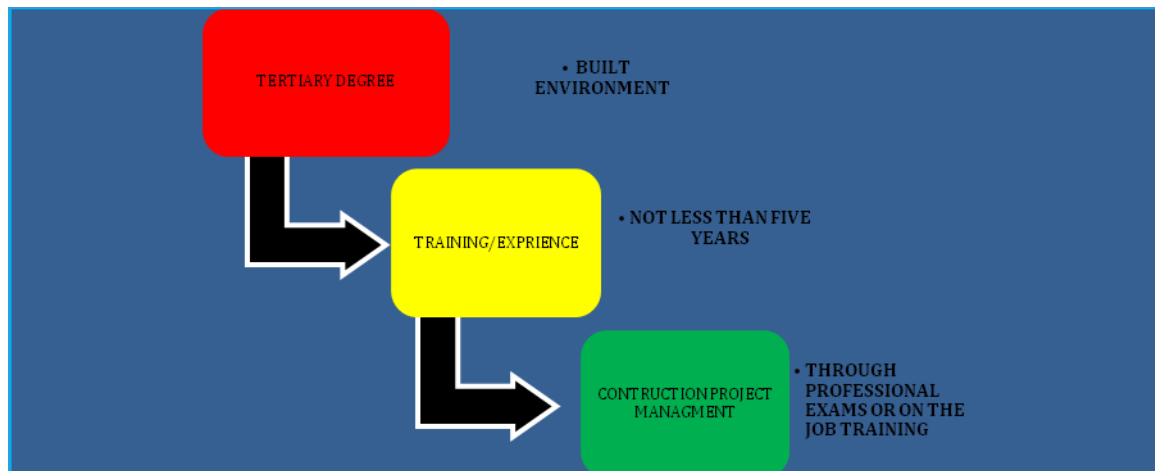 TERTIARY DEGREE
• BUILT
ENVIRONMENT
TRAINING/EXPRIENCE
• NOT LESS THAN FIVE
YEARS
CONTRUCTION PROJECT
MANAGMENT
• THROUGH
PROFESSIONAL
EXAMS OR ON THE
JOB TRAINING